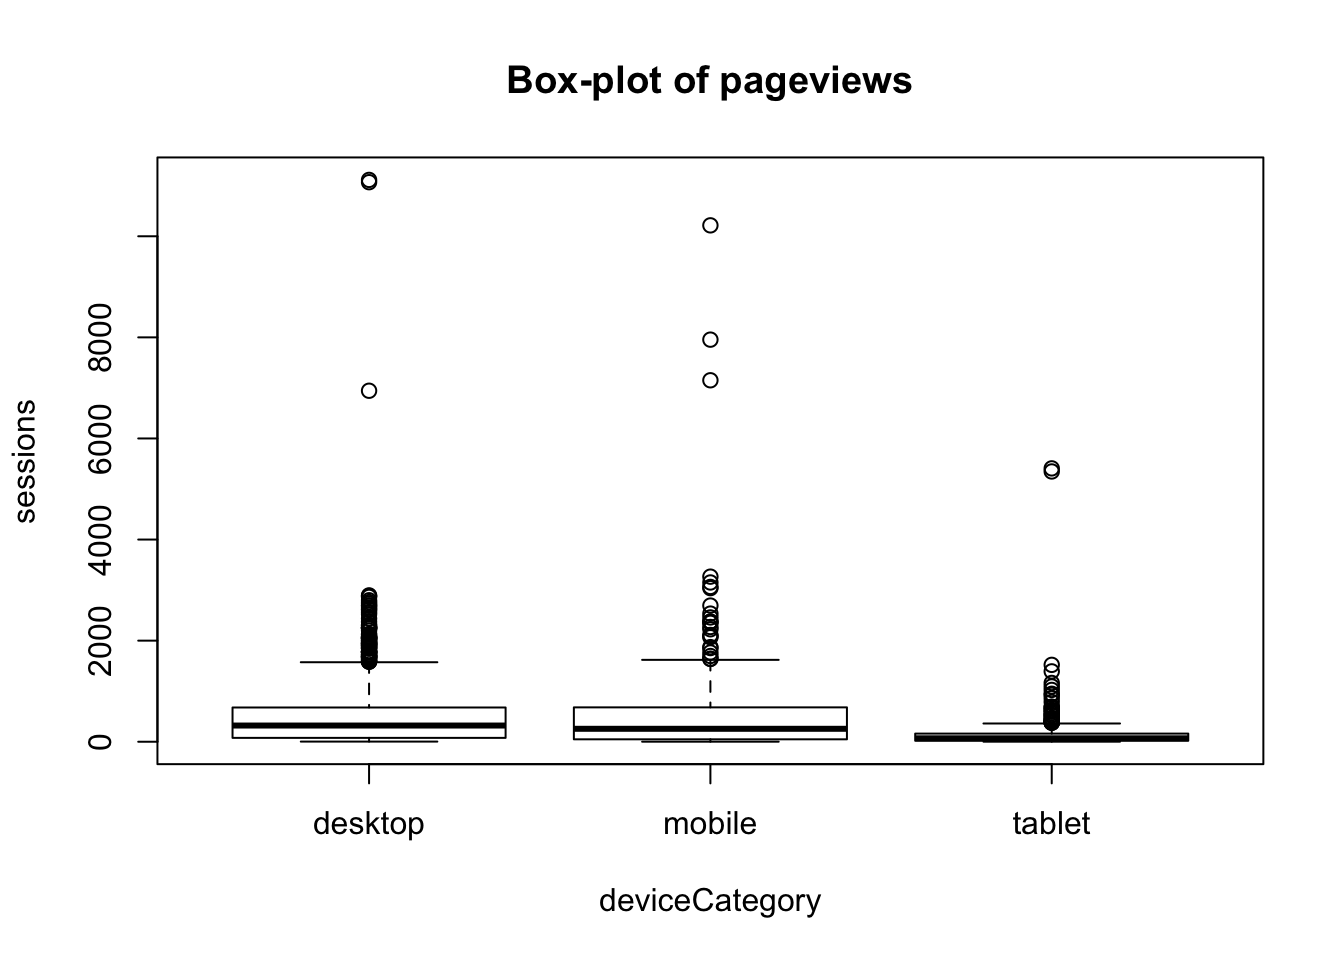 Box-plot of pageviews
sessions
8000
6000
4000
2000
0
desktop mobile tablet
deviceCategory